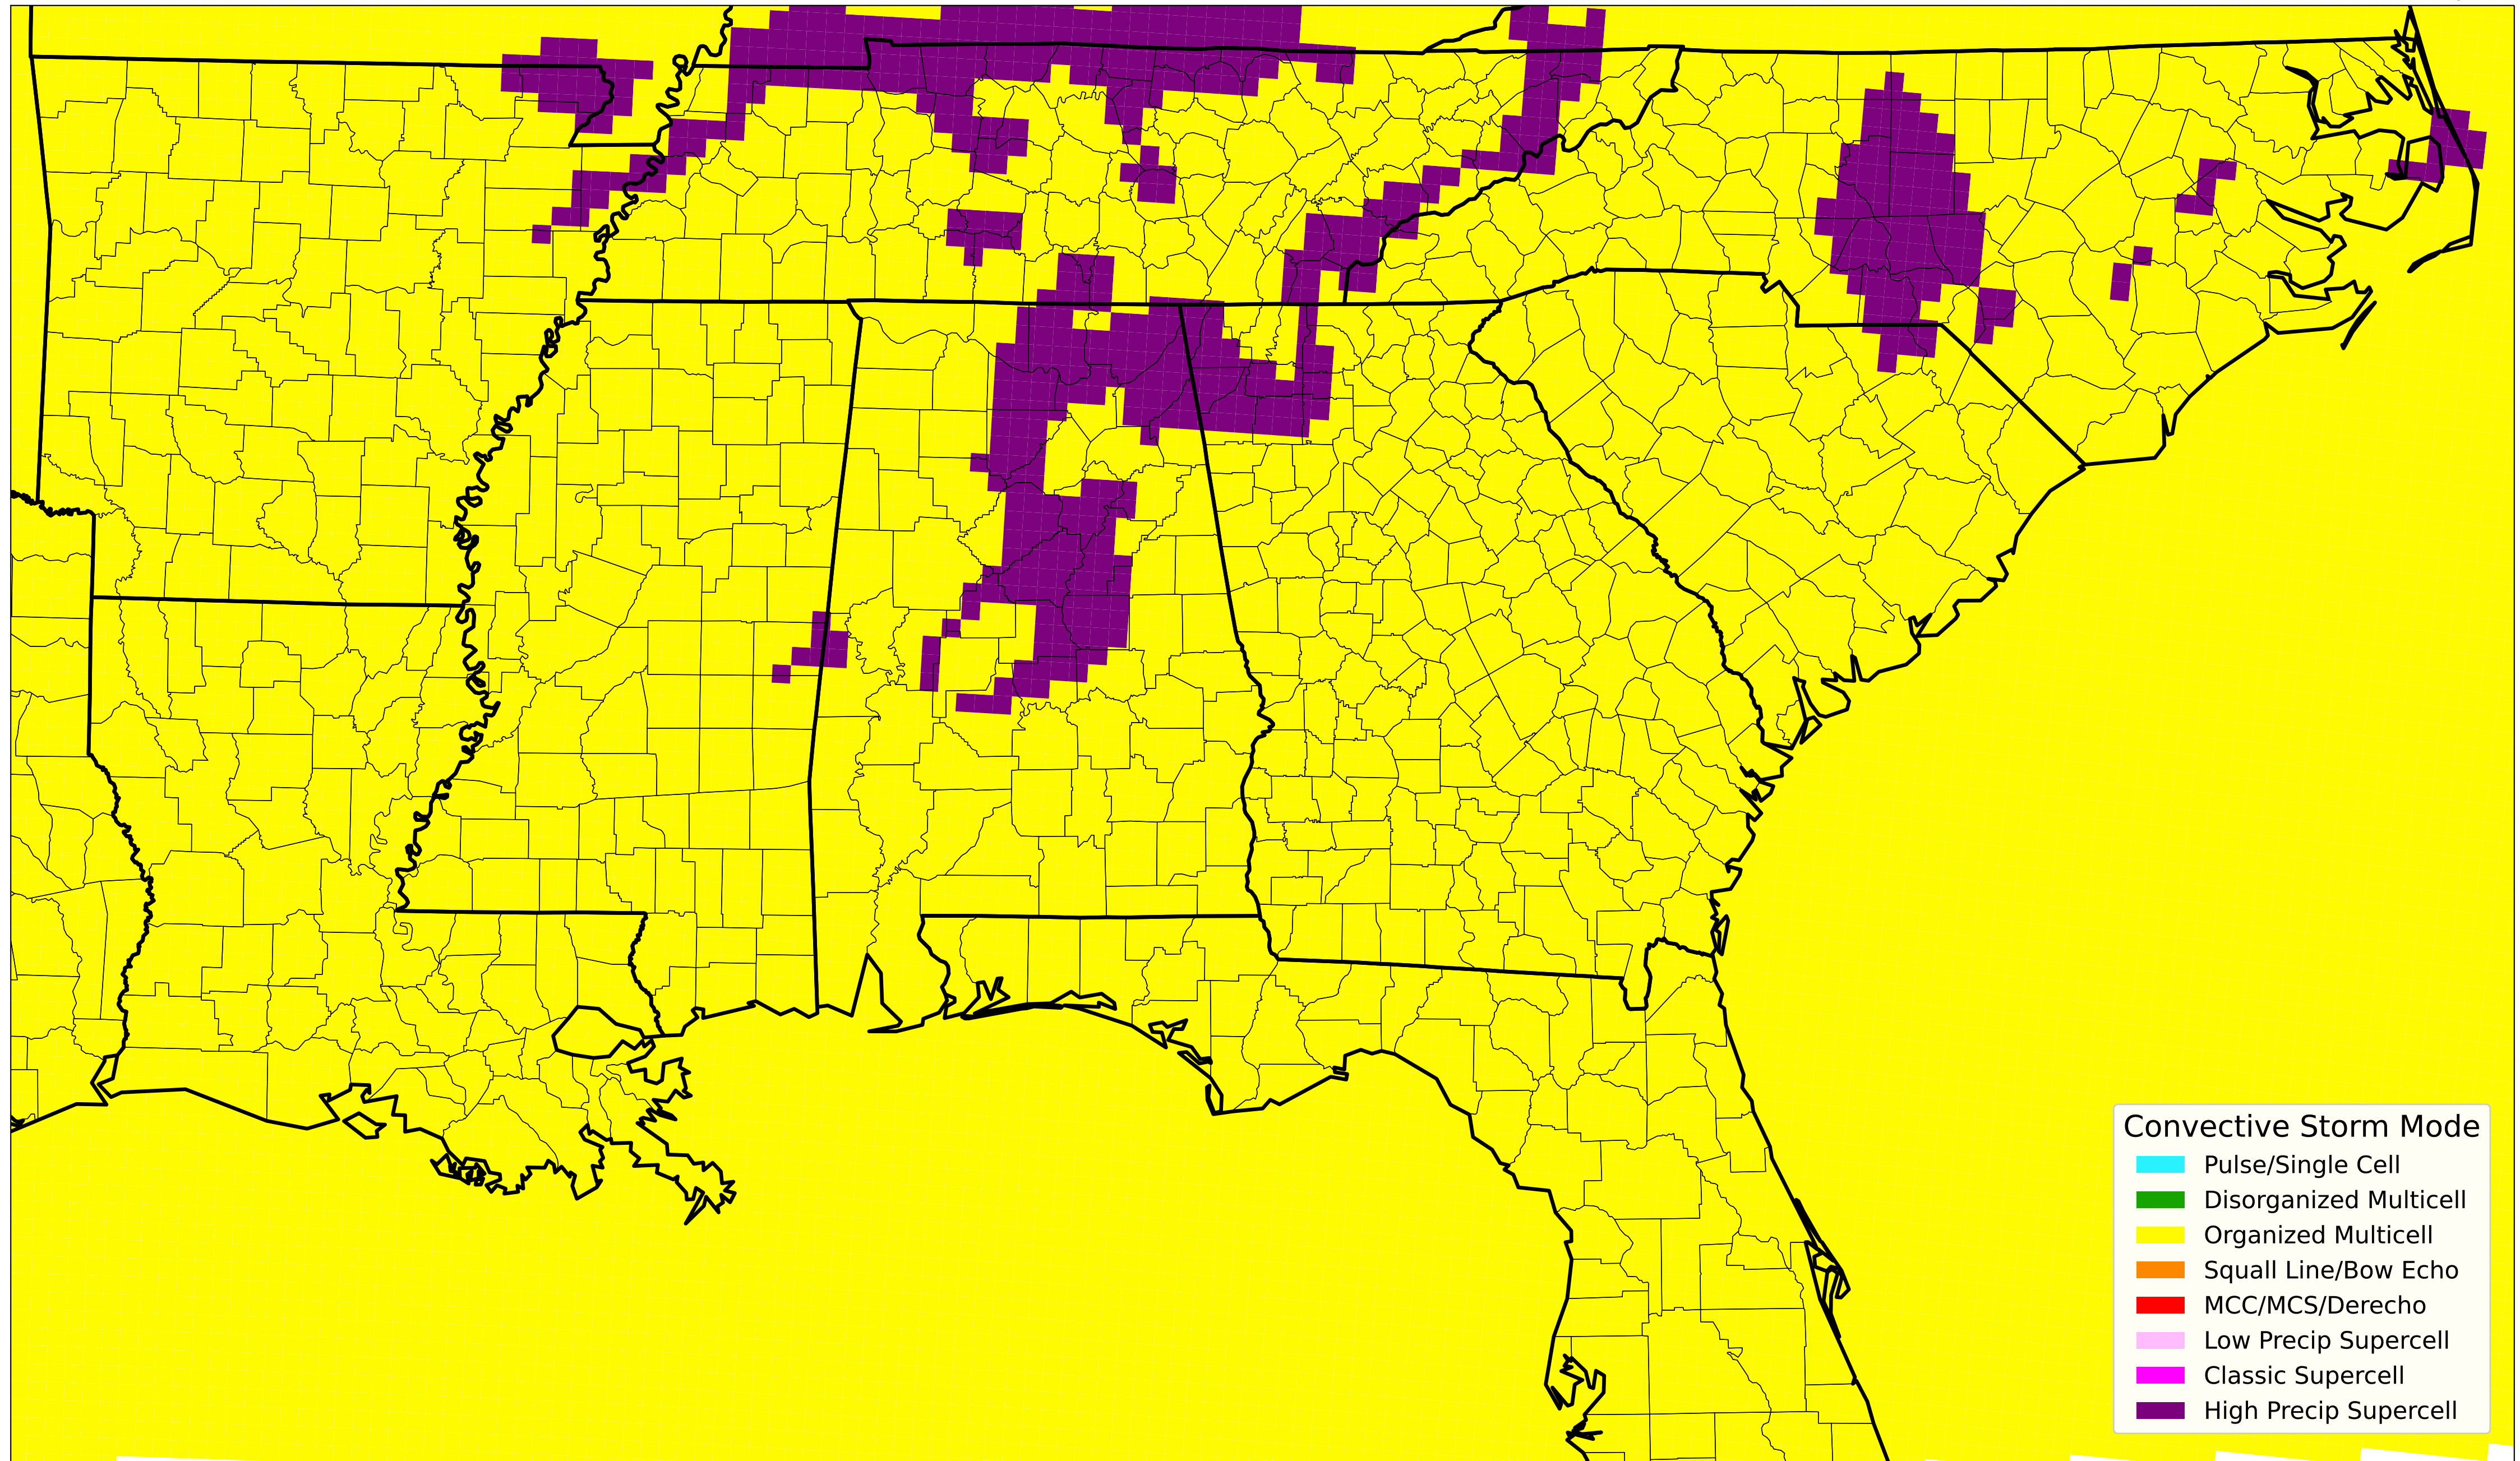 Convective Storm Mode
Pulse/Single Cell
Disorganized Multicell
Organized Multicell
Squall Line/Bow Echo
MCC/MCS/Derecho
Low Precip Supercell
Classic Supercell
High Precip Supercell